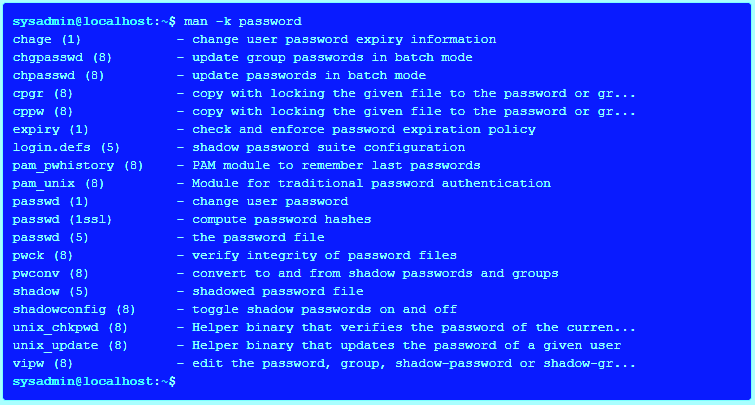 sysadmin@localhost:~$ man -k password
chage (1)            - change user password expiry information
chgpasswd (8)        - update group passwords in batch mode
chpasswd (8)         - update passwords in batch mode
cpgr (8)             - copy with locking the given file to the password or gr...
cppw (8)             - copy with locking the given file to the password or gr...
expiry (1)           - check and enforce password expiration policy
login.defs (5)       - shadow password suite configuration
pam_pwhistory (8)    - PAM module to remember last passwords
pam_unix (8)         - Module for traditional password authentication
passwd (1)           - change user password
passwd (1ssl)        - compute password hashes
passwd (5)           - the password file
pwck (8)             - verify integrity of password files
pwconv (8)           - convert to and from shadow passwords and groups
shadow (5)           - shadowed password file
shadowconfig (8)     - toggle shadow passwords on and off
unix_chkpwd (8)      - Helper binary that verifies the password of the curren...
unix_update (8)      - Helper binary that updates the password of a given user
vipw (8)             - edit the password, group, shadow-password or shadow-gr...
sysadmin@localhost:~$